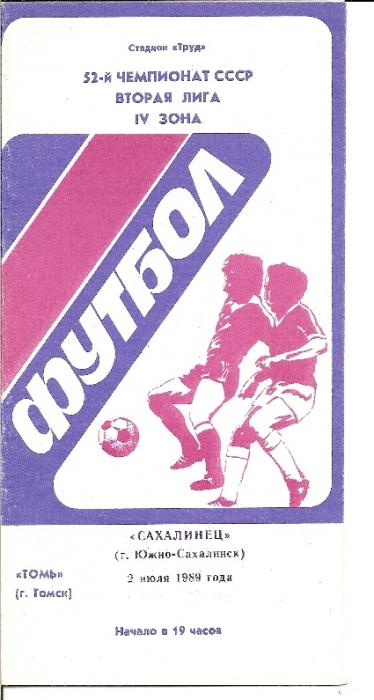 Стадион «Труд»
52-й ЧЕМПИОНАТ СССР
ВТОРАЯ ЛИГА
IV ЗОНА
ФУТБОЛ
«САХАЛИНЕЦ»
(г. Южно-Сахалинск)
«ТОМЬ»
(г. Томск]
2 июля 1989 года
Начало в 19 часов